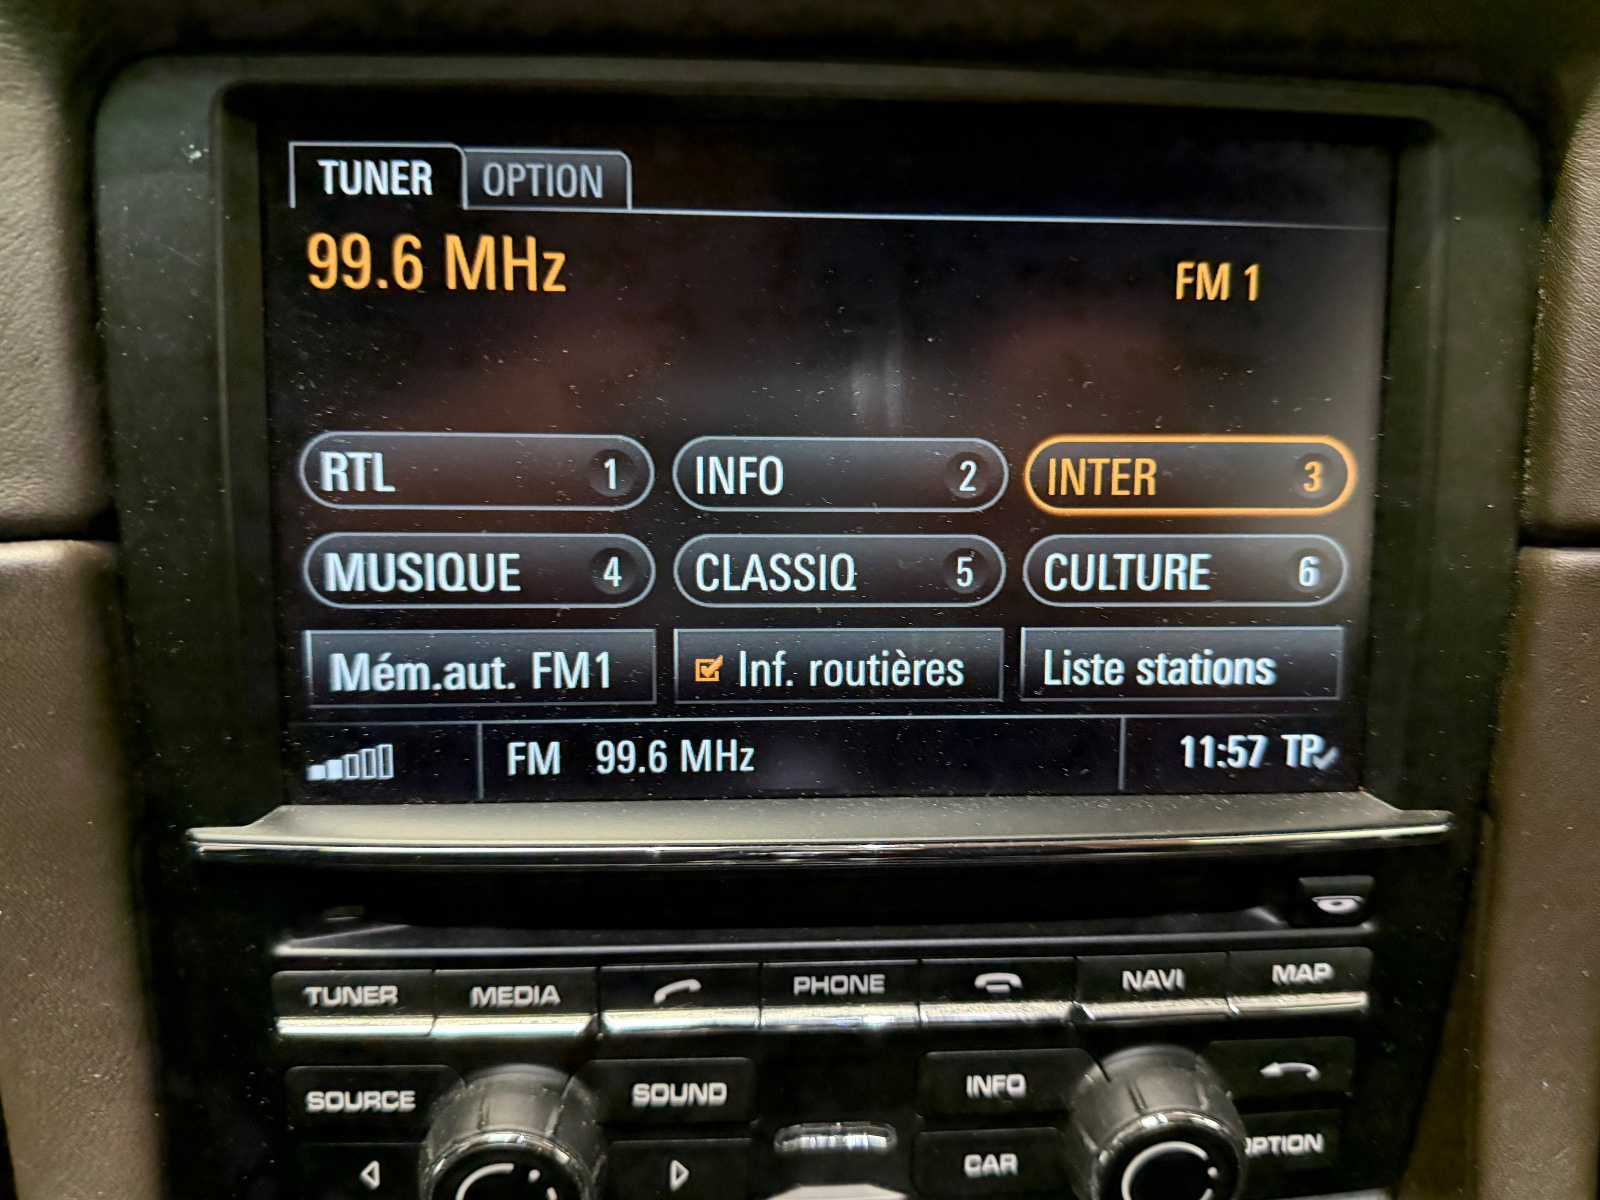 TUNER OPTION
99.6 MHz FM 1
RTL 1 INFO 2 INTER 3
MUSIQUE 4 CLASSIQ 5 CULTURE 6
Mém.aut. FM1 Inf. routières Liste stations
FM 99.6 MHz 11:57 TP
TUNER MEDIA PHONE NAVI MAP
SOURCE SOUND INFO
CAR OPTION